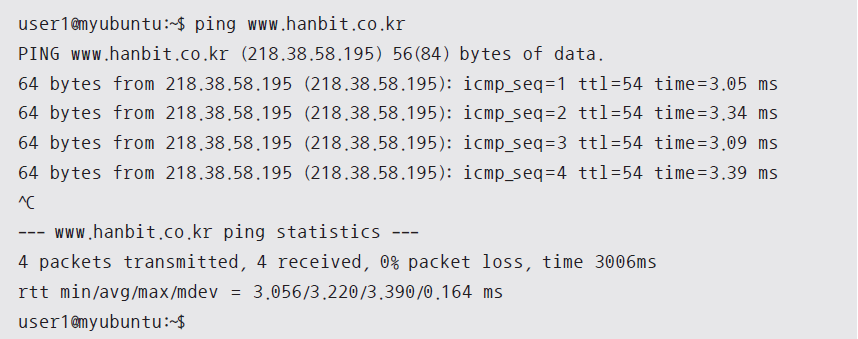 user1@myubuntu:~$ ping www.hanbit.co.kr
PING www.hanbit.co.kr (218.38.58.195) 56(84) bytes of data.
64 bytes from 218.38.58.195 (218.38.58.195): icmp_seq=1 ttl=54 time=3.05 ms
64 bytes from 218.38.58.195 (218.38.58.195): icmp_seq=2 ttl=54 time=3.34 ms
64 bytes from 218.38.58.195 (218.38.58.195): icmp_seq=3 ttl=54 time=3.09 ms
64 bytes from 218.38.58.195 (218.38.58.195): icmp_seq=4 ttl=54 time=3.39 ms
^C
--- www.hanbit.co.kr ping statistics ---
4 packets transmitted, 4 received, 0% packet loss, time 3006ms
rtt min/avg/max/mdev = 3.056/3.220/3.390/0.164 ms
user1@myubuntu:~$